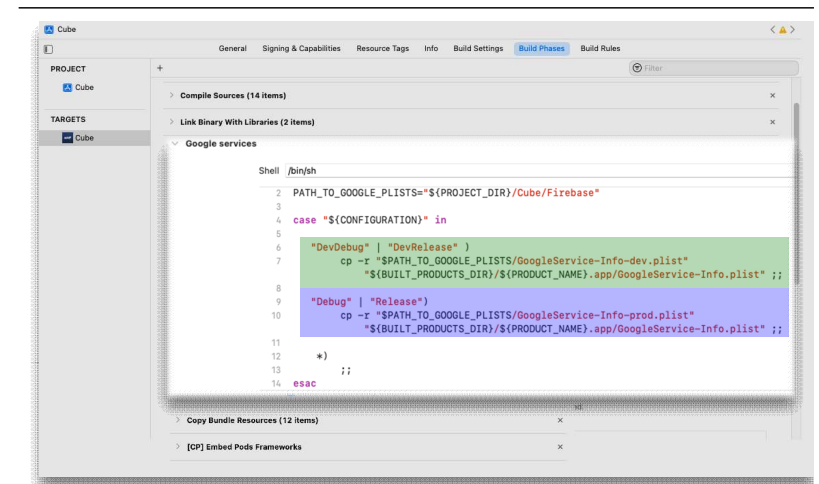 Cube
General Signing & Capabilities Resource Tags Info Build Settings Build Phases Build Rules
PROJECT
+
Filter
Cube
Compile Sources (14 items)
TARGETS
Link Binary With Libraries (2 items)
Cube
Google services
Shell /bin/sh
2 PATH_TO_GOOGLE_PLISTS="${PROJECT_DIR}/Cube/Firebase"
3
4 case "${CONFIGURATION}" in
5
6 "DevDebug" | "DevRelease" )
7 cp -r "$PATH_TO_GOOGLE_PLISTS/GoogleService-Info-dev.plist"
"${BUILT_PRODUCTS_DIR}/${PRODUCT_NAME}.app/GoogleService-Info.plist" ;;
8
9 "Debug" | "Release")
10 cp -r "$PATH_TO_GOOGLE_PLISTS/GoogleService-Info-prod.plist"
"${BUILT_PRODUCTS_DIR}/${PRODUCT_NAME}.app/GoogleService-Info.plist" ;;
11
12 *)
13 ;;
14 esac
Copy Bundle Resources (12 items)
[CP] Embed Pods Frameworks